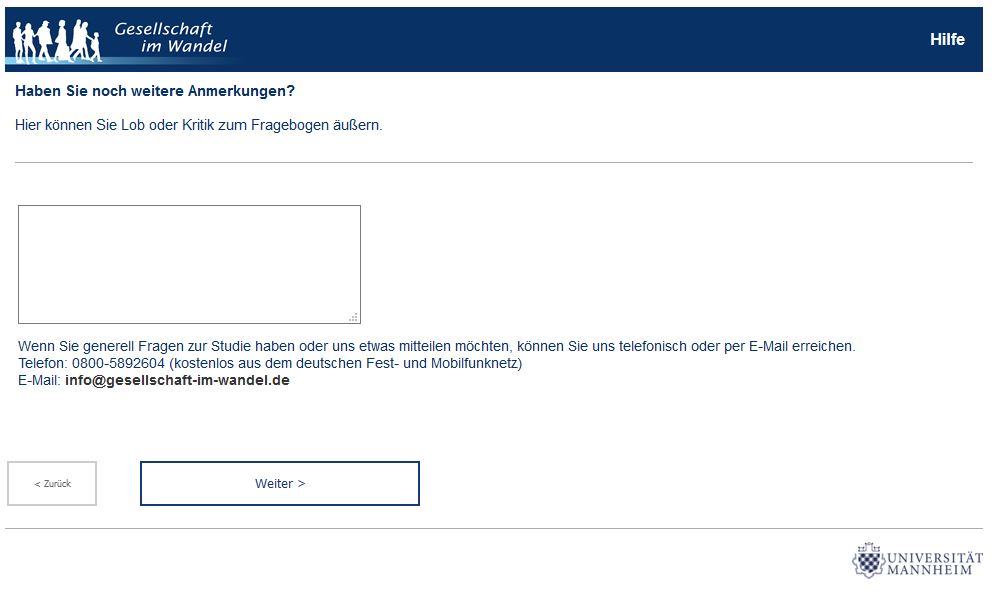 Gesellschaft
im Wandel
Hilfe
Haben Sie noch weitere Anmerkungen?
Hier können Sie Lob oder Kritik zum Fragebogen äußern.
Wenn Sie generell Fragen zur Studie haben oder uns etwas mitteilen möchten, können Sie uns telefonisch oder per E-Mail erreichen.
Telefon: 0800-5892604 (kostenlos aus dem deutschen Fest- und Mobilfunknetz)
E-Mail: info@gesellschaft-im-wandel.de
< Zurück
Weiter >
UNIVERSITÄT
MANNHEIM